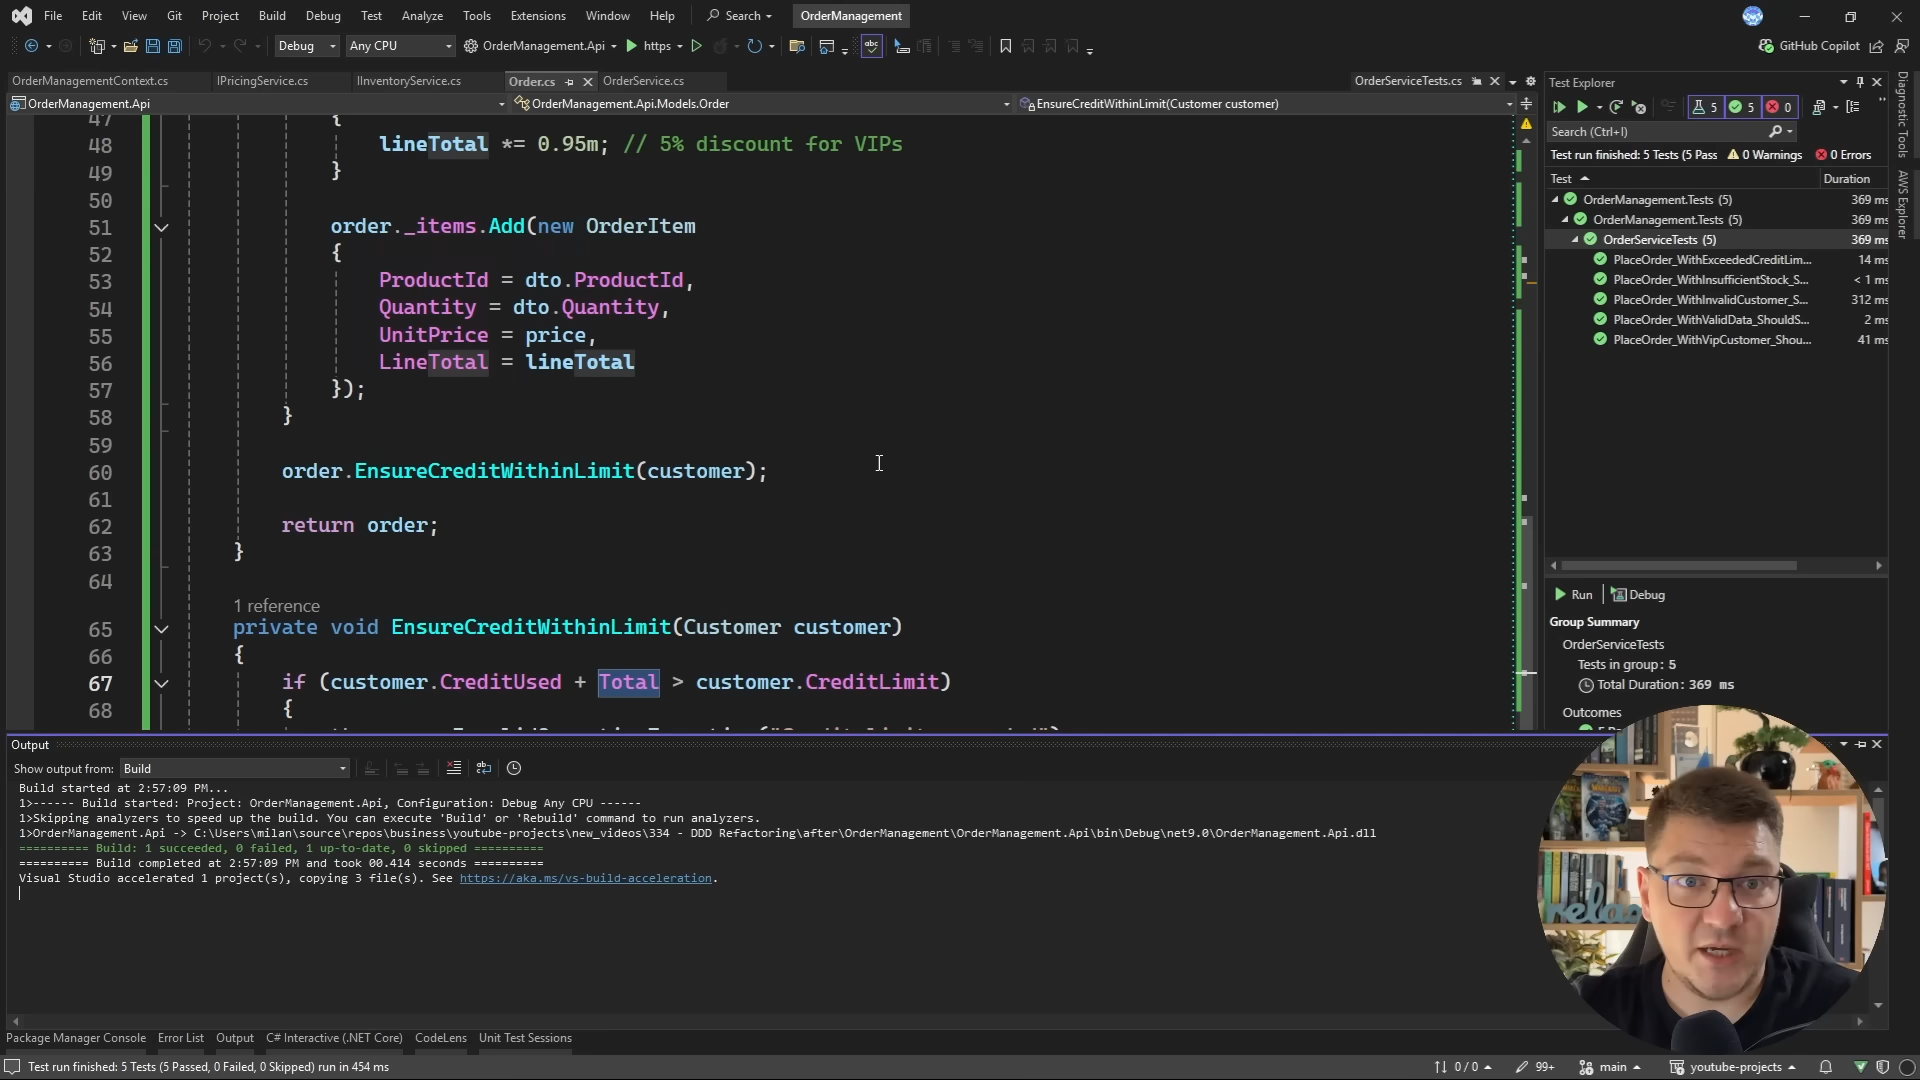 File Edit View Git Project Build Debug Test Analyze Tools Extensions Window Help Search OrderManagement
Debug Any CPU OrderManagement.Api https GitHub Copilot
OrderManagementContext.cs IPricingService.cs IInventoryService.cs Order.cs OrderService.cs OrderServiceTests.cs
OrderManagement.Api OrderManagement.Api.Models.Order EnsureCreditWithinLimit(Customer customer)
47 {
48 lineTotal *= 0.95m; // 5% discount for VIPs
49 }
50
51 order._items.Add(new OrderItem
52 {
53 ProductId = dto.ProductId,
54 Quantity = dto.Quantity,
55 UnitPrice = price,
56 LineTotal = lineTotal
57 });
58 }
59
60 order.EnsureCreditWithinLimit(customer);
61
62 return order;
63 }
64
1 reference
65 private void EnsureCreditWithinLimit(Customer customer)
66 {
67 if (customer.CreditUsed + Total > customer.CreditLimit)
68 {
Test Explorer
5 5 0
Search (Ctrl+I)
Test run finished: 5 Tests (5 Pass 0 Warnings 0 Errors
Test Duration
OrderManagement.Tests (5) 369 ms
OrderManagement.Tests (5) 369 ms
OrderServiceTests (5) 369 ms
PlaceOrder_WithExceededCreditLim... 14 ms
PlaceOrder_WithInsufficientStock_S... < 1 ms
PlaceOrder_WithInvalidCustomer_S... 312 ms
PlaceOrder_WithValidData_ShouldS... 2 ms
PlaceOrder_WithVipCustomer_Shou... 41 ms
Run Debug
Group Summary
OrderServiceTests
Tests in group: 5
Total Duration: 369 ms
Outcomes
Diagnostic Tools
AWS Explorer
Output
Show output from: Build
Build started at 2:57:09 PM...
1>------ Build started: Project: OrderManagement.Api, Configuration: Debug Any CPU ------
1>Skipping analyzers to speed up the build. You can execute 'Build' or 'Rebuild' command to run analyzers.
1>OrderManagement.Api -> C:\Users\milan\source\repos\business\youtube-projects\new_videos\334 - DDD Refactoring\after\OrderManagement\OrderManagement.Api\bin\Debug\net9.0\OrderManagement.Api.dll
========== Build: 1 succeeded, 0 failed, 1 up-to-date, 0 skipped ==========
========== Build completed at 2:57:09 PM and took 00.414 seconds ==========
Visual Studio accelerated 1 project(s), copying 3 file(s). See https://aka.ms/vs-build-acceleration.
Package Manager Console Error List Output C# Interactive (.NET Core) CodeLens Unit Test Sessions
Test run finished: 5 Tests (5 Passed, 0 Failed, 0 Skipped) run in 454 ms 0 / 0 99+ main youtube-projects